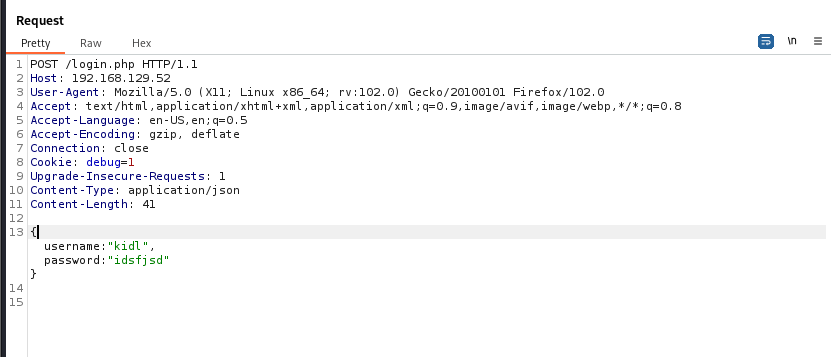 Request
Pretty Raw Hex
\n
1 POST /login.php HTTP/1.1
2 Host: 192.168.129.52
3 User-Agent: Mozilla/5.0 (X11; Linux x86_64; rv:102.0) Gecko/20100101 Firefox/102.0
4 Accept: text/html,application/xhtml+xml,application/xml;q=0.9,image/avif,image/webp,*/*;q=0.8
5 Accept-Language: en-US,en;q=0.5
6 Accept-Encoding: gzip, deflate
7 Connection: close
8 Cookie: debug=1
9 Upgrade-Insecure-Requests: 1
10 Content-Type: application/json
11 Content-Length: 41
12
13 {
username:"kidl",
password:"idsfjsd"
}
14
15